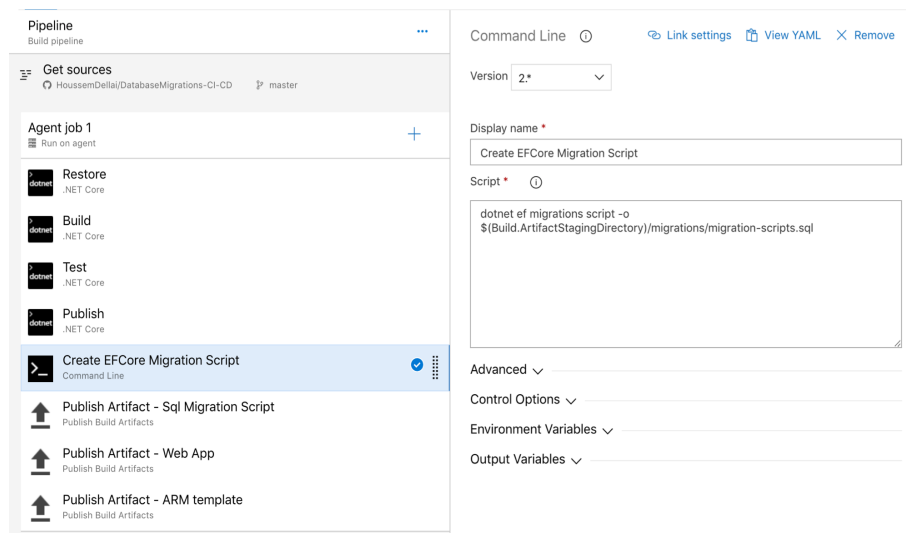 Pipeline
Build pipeline
Get sources
HoussemDellai/DatabaseMigrations-CI-CD
master
Agent job 1
Run on agent
>
dotnet
Restore
.NET Core
>
dotnet
Build
.NET Core
>
dotnet
Test
.NET Core
>
dotnet
Publish
.NET Core
>_
Create EFCore Migration Script
Command Line
Publish Artifact - Sql Migration Script
Publish Build Artifacts
Publish Artifact - Web App
Publish Build Artifacts
Publish Artifact - ARM template
Publish Build Artifacts
Command Line
Link settings
View YAML
Remove
Version
2.*
Display name *
Create EFCore Migration Script
Script *
dotnet ef migrations script -o
$(Build.ArtifactStagingDirectory)/migrations/migration-scripts.sql
Advanced
Control Options
Environment Variables
Output Variables